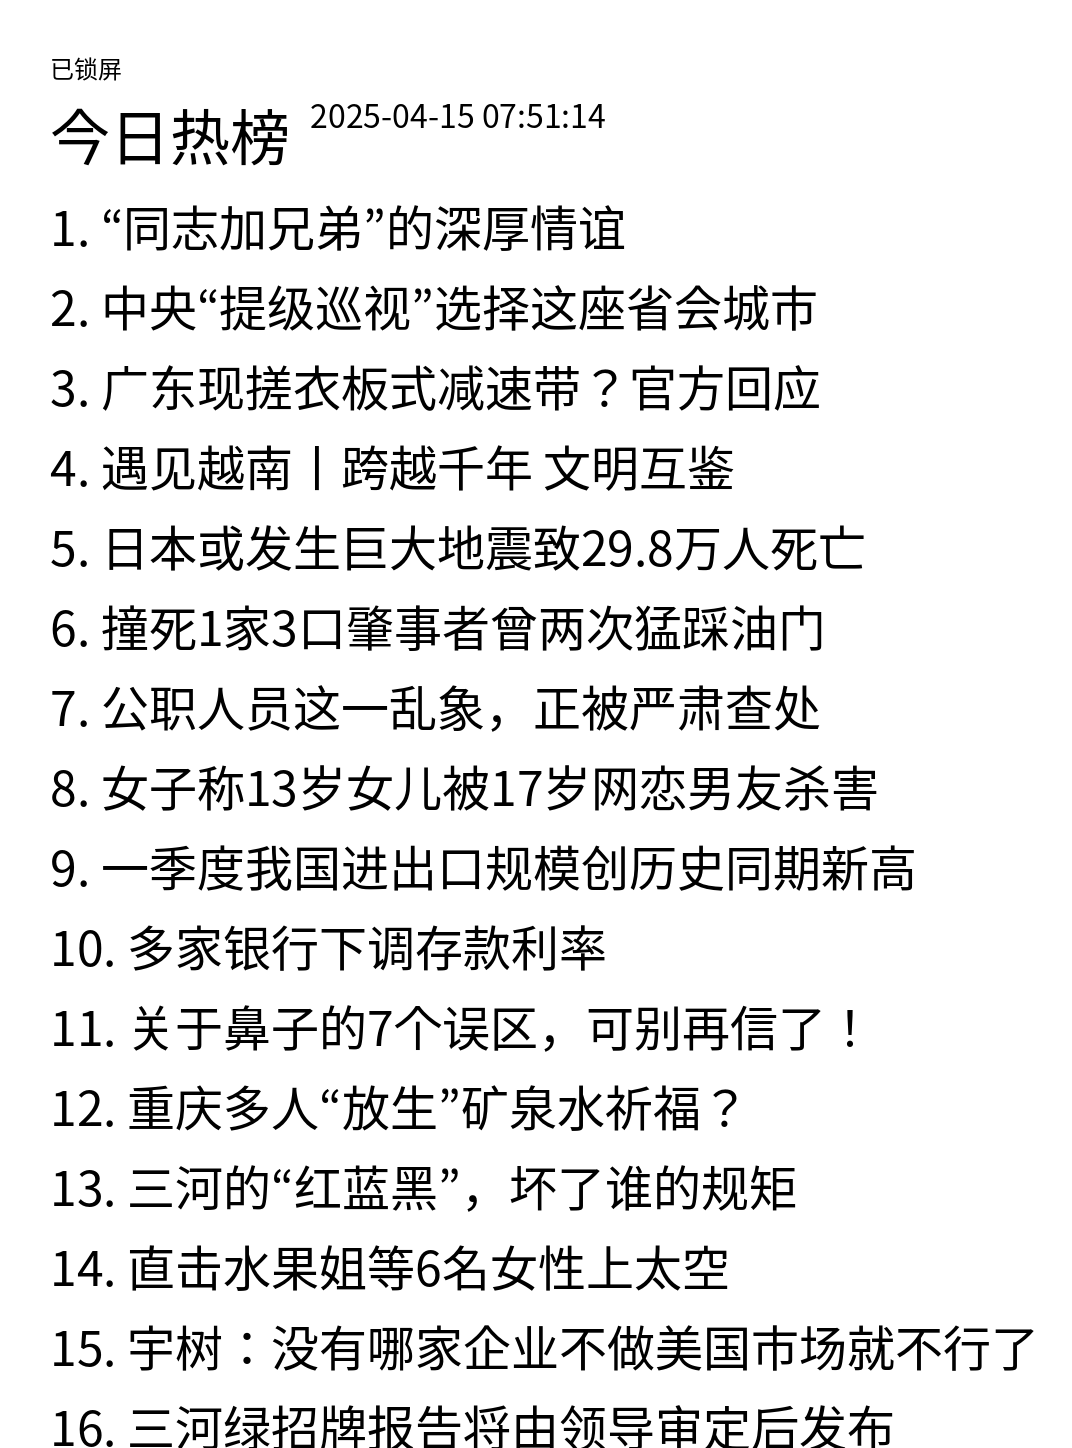 已锁屏
今日热榜 2025-04-15 07:51:14
1. “同志加兄弟”的深厚情谊
2. 中央“提级巡视”选择这座省会城市
3. 广东现搓衣板式减速带？官方回应
4. 遇见越南丨跨越千年 文明互鉴
5. 日本或发生巨大地震致29.8万人死亡
6. 撞死1家3口肇事者曾两次猛踩油门
7. 公职人员这一乱象，正被严肃查处
8. 女子称13岁女儿被17岁网恋男友杀害
9. 一季度我国进出口规模创历史同期新高
10. 多家银行下调存款利率
11. 关于鼻子的7个误区，可别再信了！
12. 重庆多人“放生”矿泉水祈福？
13. 三河的“红蓝黑”，坏了谁的规矩
14. 直击水果姐等6名女性上太空
15. 宇树：没有哪家企业不做美国市场就不行了
16. 三河绿招牌报告将由领导审定后发布